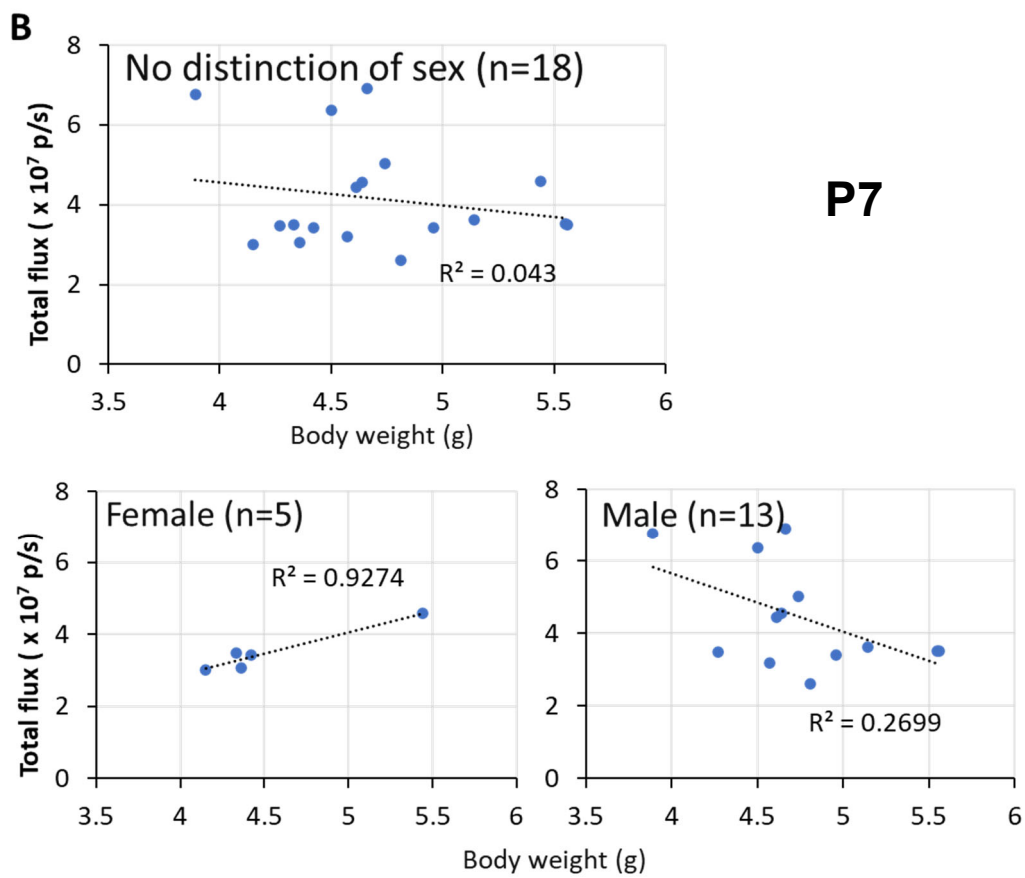 B
No distinction of sex (n=18)
P7
Total flux ( x 10⁷ p/s)
8
6
4
2
0
R² = 0.043
3.5 4 4.5 5 5.5 6
Body weight (g)
Female (n=5)
Total flux ( x 10⁷ p/s)
8
6
4
2
0
R² = 0.9274
3.5 4 4.5 5 5.5 6
Male (n=13)
8
6
4
2
0
R² = 0.2699
3.5 4 4.5 5 5.5 6
Body weight (g)